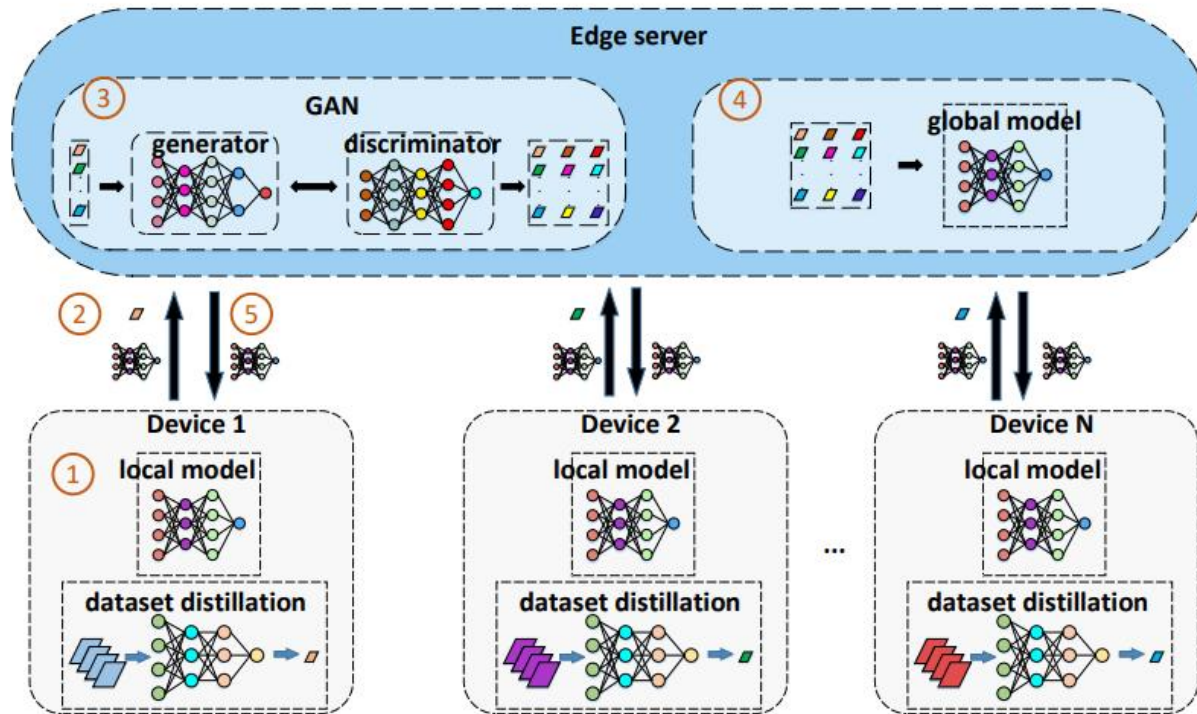 Edge server
3
GAN
generator
discriminator
4
global model
2
5
Device 1
1
local model
dataset distillation
Device 2
local model
dataset distillation
...
Device N
local model
dataset distillation